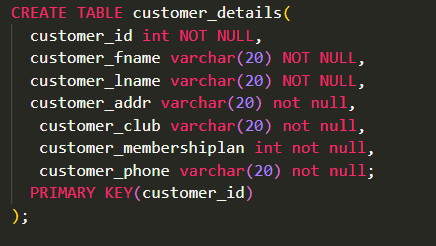 CREATE TABLE customer_details(
customer_id int NOT NULL,
customer_fname varchar(20) NOT NULL,
customer_lname varchar(20) NOT NULL,
customer_addr varchar(20) not null,
customer_club varchar(20) not null,
customer_membershiplan int not null,
customer_phone varchar(20) not null;
PRIMARY KEY(customer_id)
);